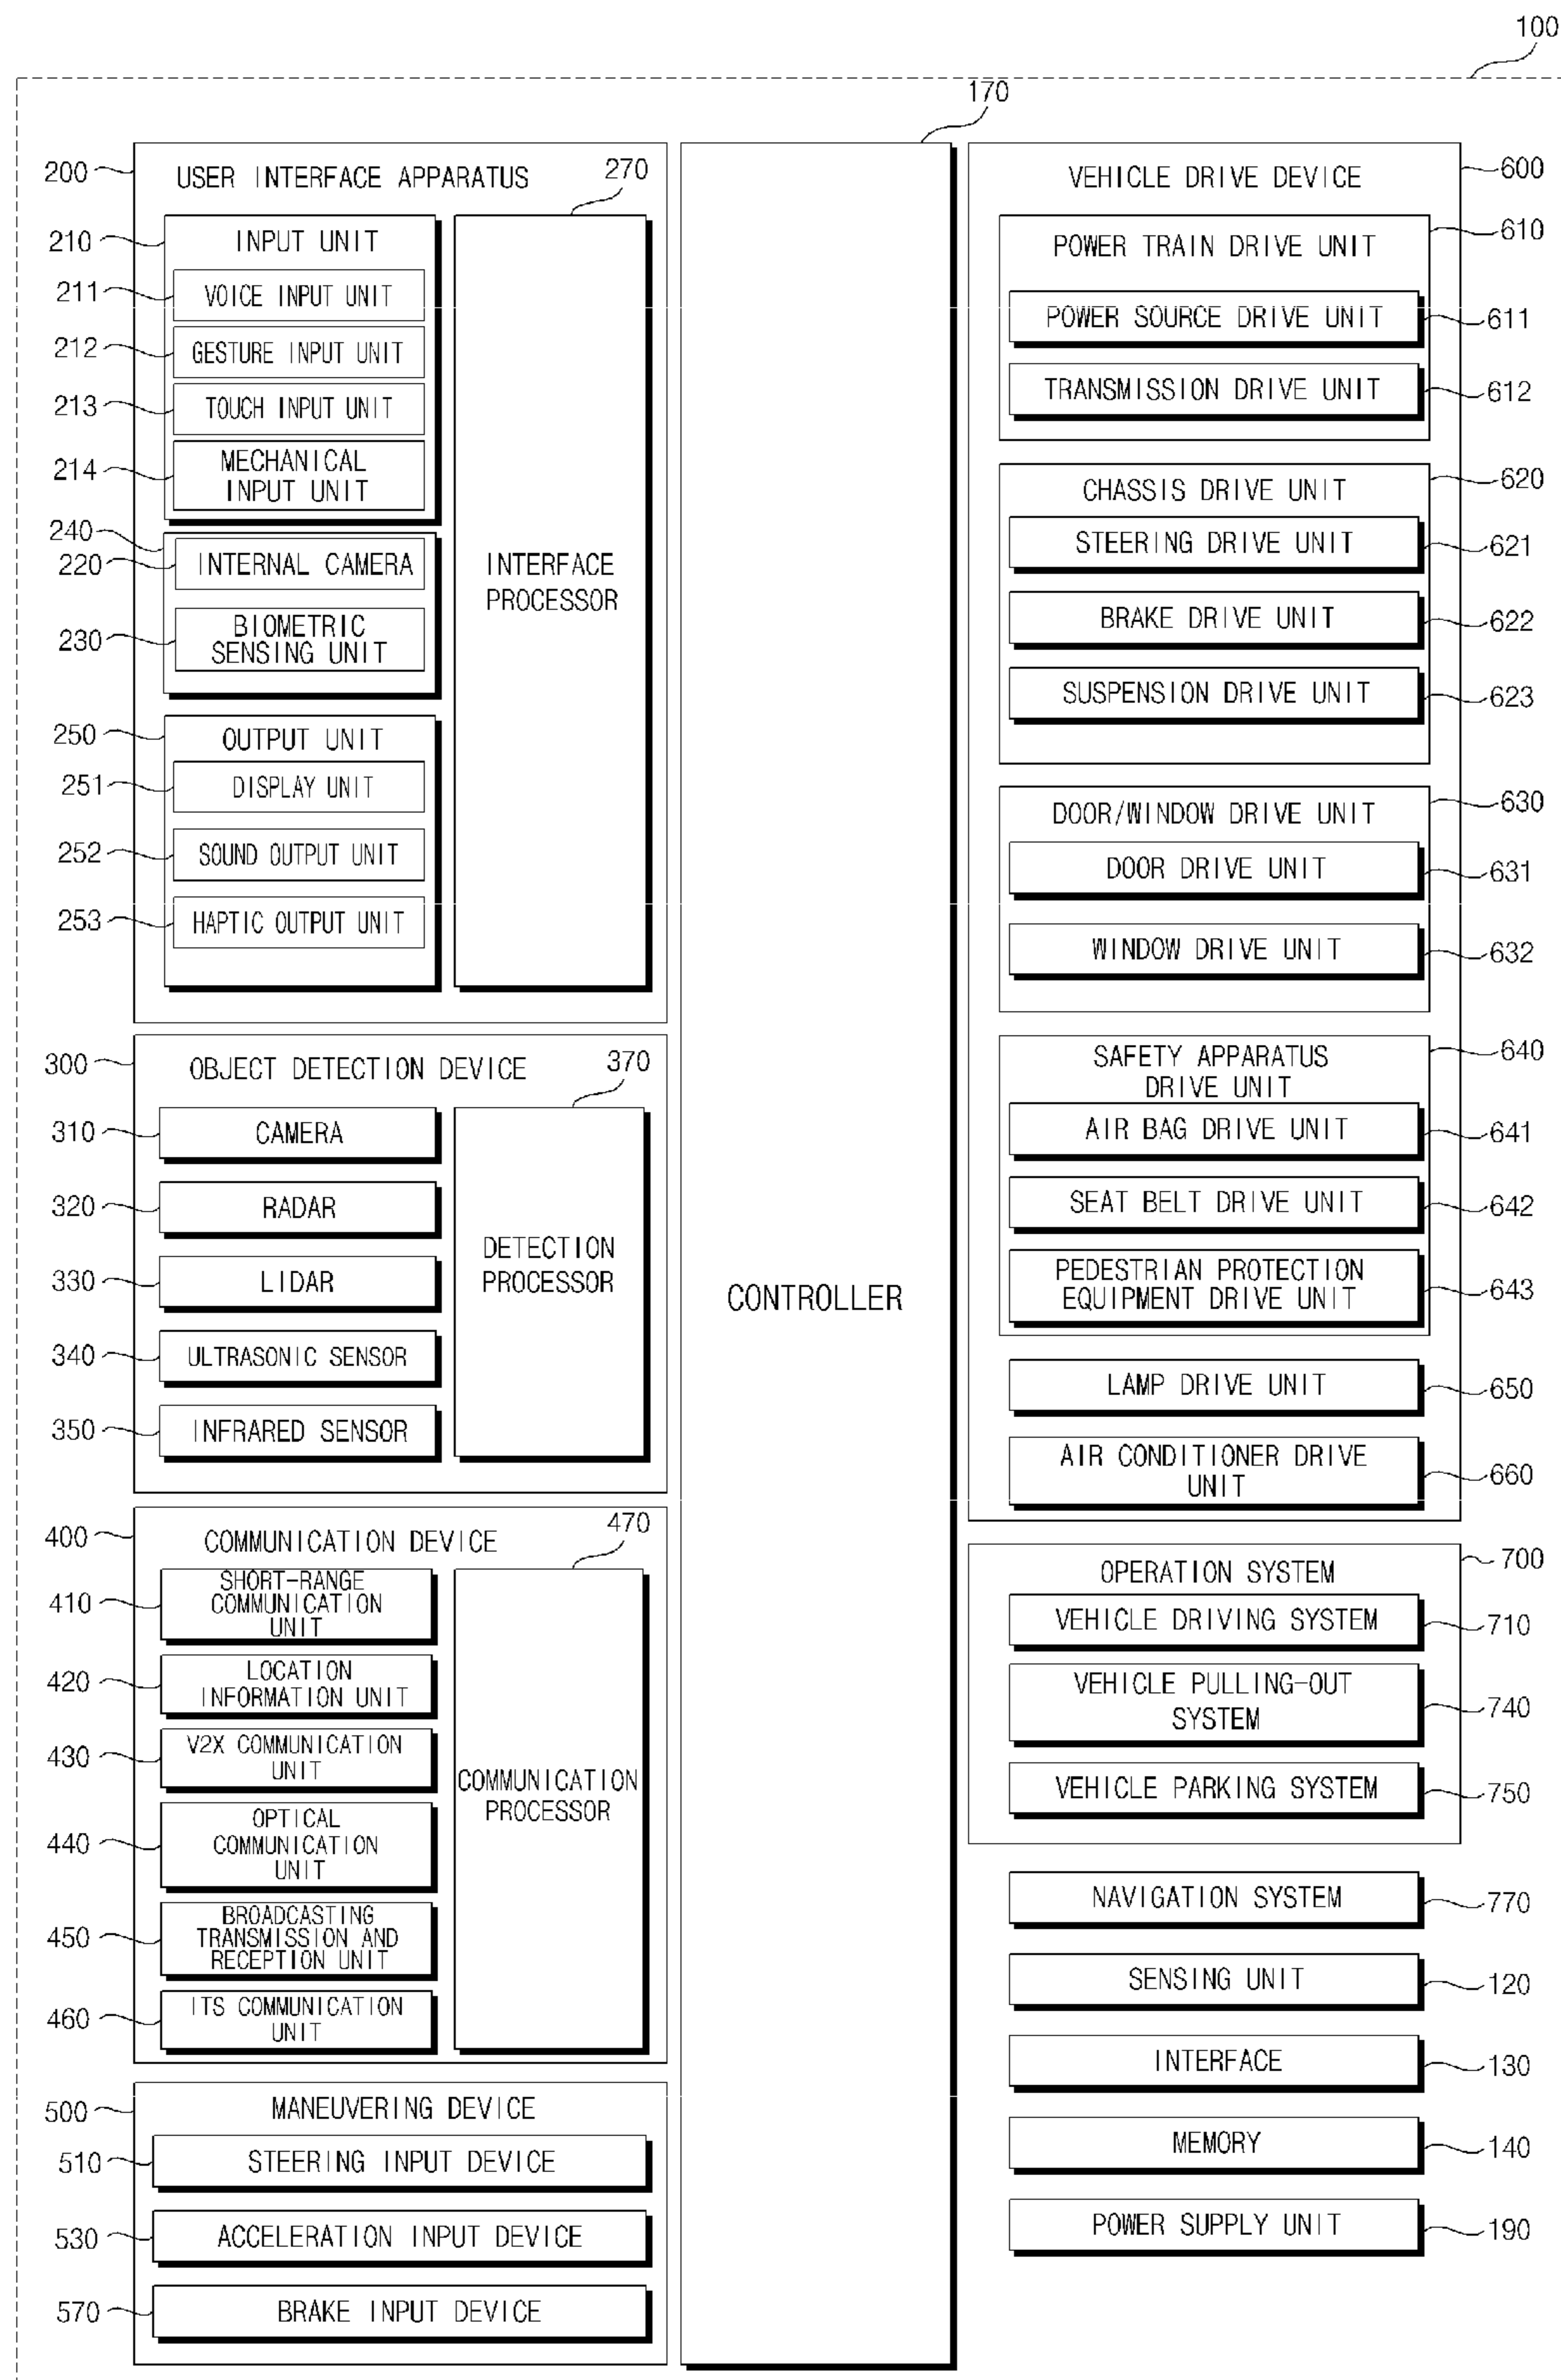 100
170
200
USER INTERFACE APPARATUS
270
210
INPUT UNIT
211
VOICE INPUT UNIT
212
GESTURE INPUT UNIT
213
TOUCH INPUT UNIT
214
MECHANICAL
INPUT UNIT
240
220
INTERNAL CAMERA
230
BIOMETRIC
SENSING UNIT
INTERFACE
PROCESSOR
250
OUTPUT UNIT
251
DISPLAY UNIT
252
SOUND OUTPUT UNIT
253
HAPTIC OUTPUT UNIT
300
OBJECT DETECTION DEVICE
370
310
CAMERA
320
RADAR
330
LIDAR
340
ULTRASONIC SENSOR
350
INFRARED SENSOR
DETECTION
PROCESSOR
400
COMMUNICATION DEVICE
470
410
SHORT-RANGE
COMMUNICATION
UNIT
420
LOCATION
INFORMATION UNIT
430
V2X COMMUNICATION
UNIT
440
OPTICAL
COMMUNICATION
UNIT
450
BROADCASTING
TRANSMISSION AND
RECEPTION UNIT
460
ITS COMMUNICATION
UNIT
COMMUNICATION
PROCESSOR
500
MANEUVERING DEVICE
510
STEERING INPUT DEVICE
530
ACCELERATION INPUT DEVICE
570
BRAKE INPUT DEVICE
CONTROLLER
VEHICLE DRIVE DEVICE
600
POWER TRAIN DRIVE UNIT
610
POWER SOURCE DRIVE UNIT
611
TRANSMISSION DRIVE UNIT
612
CHASSIS DRIVE UNIT
620
STEERING DRIVE UNIT
621
BRAKE DRIVE UNIT
622
SUSPENSION DRIVE UNIT
623
DOOR/WINDOW DRIVE UNIT
630
DOOR DRIVE UNIT
631
WINDOW DRIVE UNIT
632
SAFETY APPARATUS
DRIVE UNIT
640
AIR BAG DRIVE UNIT
641
SEAT BELT DRIVE UNIT
642
PEDESTRIAN PROTECTION
EQUIPMENT DRIVE UNIT
643
LAMP DRIVE UNIT
650
AIR CONDITIONER DRIVE
UNIT
660
OPERATION SYSTEM
700
VEHICLE DRIVING SYSTEM
710
VEHICLE PULLING-OUT
SYSTEM
740
VEHICLE PARKING SYSTEM
750
NAVIGATION SYSTEM
770
SENSING UNIT
120
INTERFACE
130
MEMORY
140
POWER SUPPLY UNIT
190